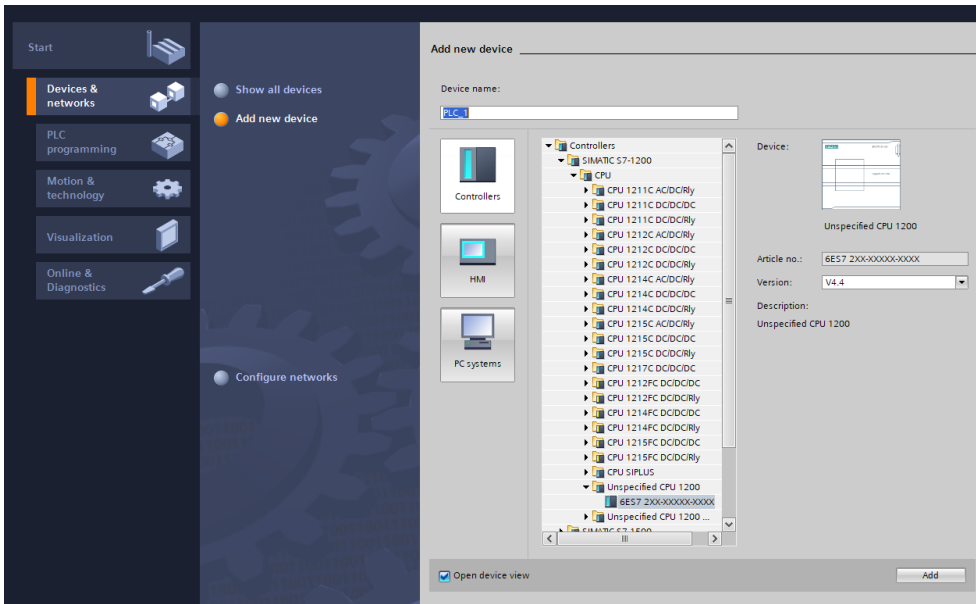 Start
Devices &
networks
PLC
programming
Motion &
technology
Visualization
Online &
Diagnostics
Show all devices
Add new device
Configure networks
Add new device
Device name:
PLC_1
Controllers
HMI
PC systems
Controllers
SIMATIC S7-1200
CPU
CPU 1211C AC/DC/Rly
CPU 1211C DC/DC/DC
CPU 1211C DC/DC/Rly
CPU 1212C AC/DC/Rly
CPU 1212C DC/DC/DC
CPU 1212C DC/DC/Rly
CPU 1214C AC/DC/Rly
CPU 1214C DC/DC/DC
CPU 1214C DC/DC/Rly
CPU 1215C AC/DC/Rly
CPU 1215C DC/DC/DC
CPU 1215C DC/DC/Rly
CPU 1217C DC/DC/DC
CPU 1212FC DC/DC/DC
CPU 1212FC DC/DC/Rly
CPU 1214FC DC/DC/DC
CPU 1214FC DC/DC/Rly
CPU 1215FC DC/DC/DC
CPU 1215FC DC/DC/Rly
CPU SIPLUS
Unspecified CPU 1200
6ES7 2XX-XXXXX-XXXX
Unspecified CPU 1200 ...
SIMATIC S7-1500
Device:
Unspecified CPU 1200
Article no.:
6ES7 2XX-XXXXX-XXXX
Version:
V4.4
Description:
Unspecified CPU 1200
Open device view
Add